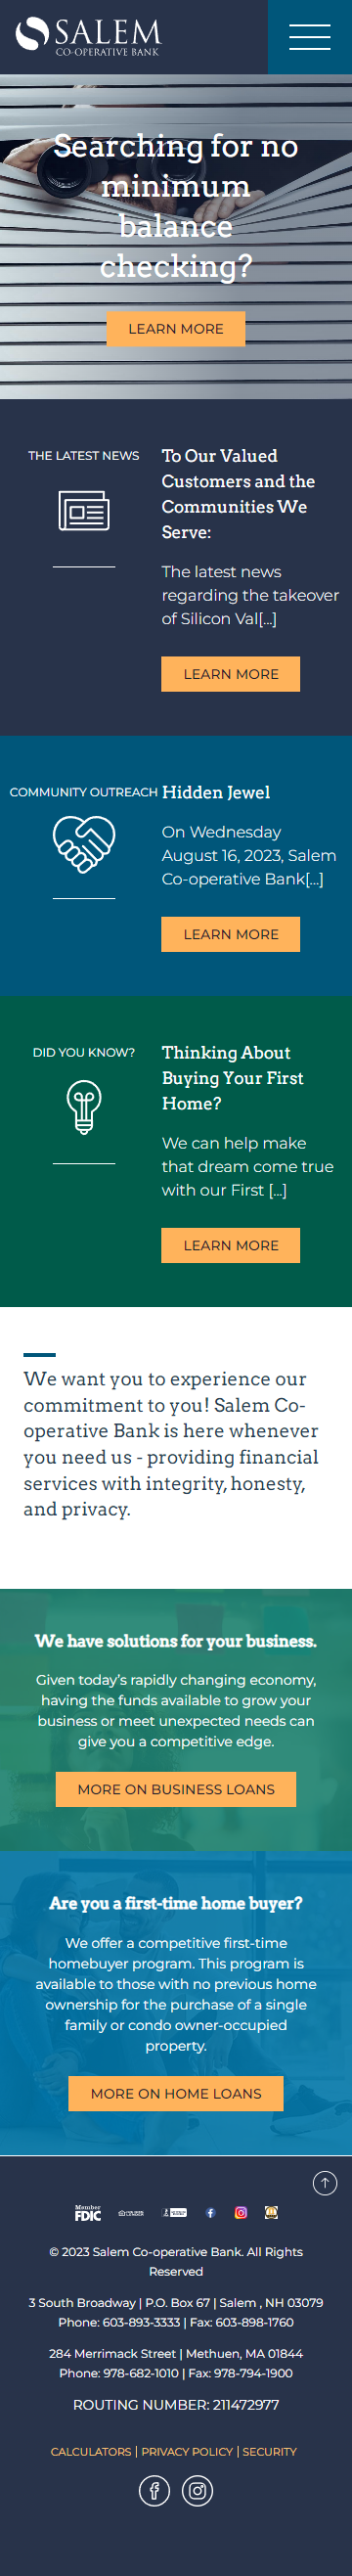 SALEM
CO-OPERATIVE BANK
Searching for no
minimum
balance
checking?
LEARN MORE
THE LATEST NEWS
To Our Valued
Customers and the
Communities We
Serve:
The latest news
regarding the takeover
of Silicon Val[...]
LEARN MORE
COMMUNITY OUTREACH
Hidden Jewel
On Wednesday
August 16, 2023, Salem
Co-operative Bank[...]
LEARN MORE
DID YOU KNOW?
Thinking About
Buying Your First
Home?
We can help make
that dream come true
with our First [...]
LEARN MORE
We want you to experience our
commitment to you! Salem Co-
operative Bank is here whenever
you need us - providing financial
services with integrity, honesty,
and privacy.
We have solutions for your business.
Given today’s rapidly changing economy,
having the funds available to grow your
business or meet unexpected needs can
give you a competitive edge.
MORE ON BUSINESS LOANS
Are you a first-time home buyer?
We offer a competitive first-time
homebuyer program. This program is
available to those with no previous home
ownership for the purchase of a single
family or condo owner-occupied
property.
MORE ON HOME LOANS
Member
FDIC
© 2023 Salem Co-operative Bank. All Rights
Reserved
3 South Broadway | P.O. Box 67 | Salem , NH 03079
Phone: 603-893-3333 | Fax: 603-898-1760
284 Merrimack Street | Methuen, MA 01844
Phone: 978-682-1010 | Fax: 978-794-1900
ROUTING NUMBER: 211472977
CALCULATORS | PRIVACY POLICY | SECURITY